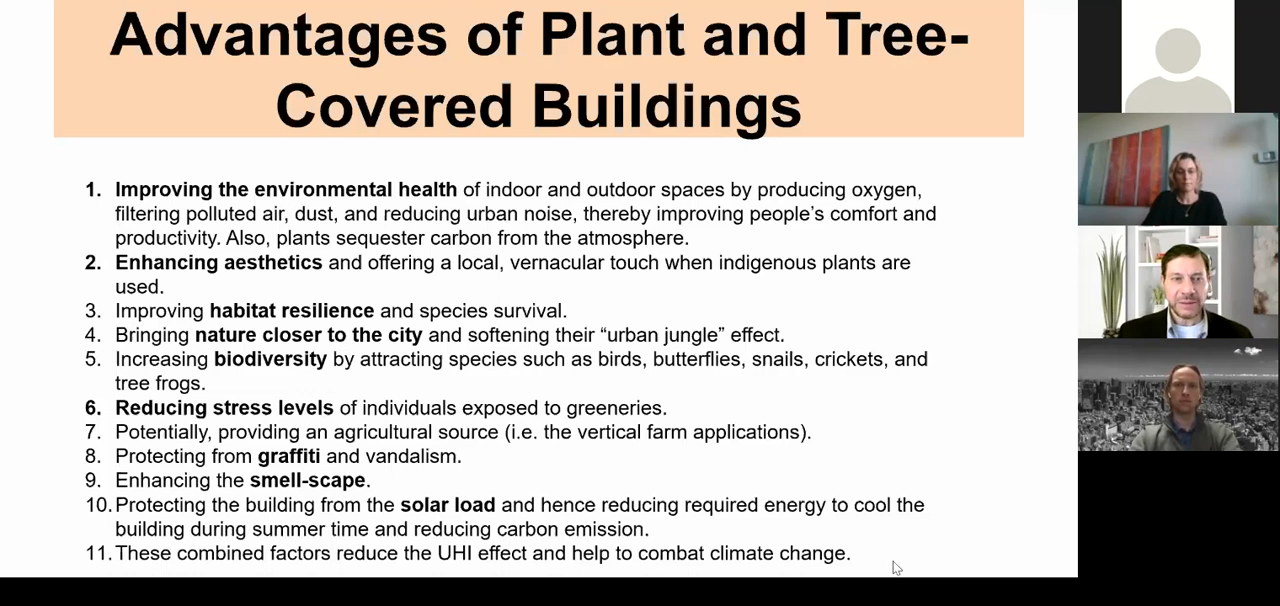 Advantages of Plant and Tree-
Covered Buildings
1. Improving the environmental health of indoor and outdoor spaces by producing oxygen,
filtering polluted air, dust, and reducing urban noise, thereby improving people’s comfort and
productivity. Also, plants sequester carbon from the atmosphere.
2. Enhancing aesthetics and offering a local, vernacular touch when indigenous plants are
used.
3. Improving habitat resilience and species survival.
4. Bringing nature closer to the city and softening their “urban jungle” effect.
5. Increasing biodiversity by attracting species such as birds, butterflies, snails, crickets, and
tree frogs.
6. Reducing stress levels of individuals exposed to greeneries.
7. Potentially, providing an agricultural source (i.e. the vertical farm applications).
8. Protecting from graffiti and vandalism.
9. Enhancing the smell-scape.
10. Protecting the building from the solar load and hence reducing required energy to cool the
building during summer time and reducing carbon emission.
11. These combined factors reduce the UHI effect and help to combat climate change.